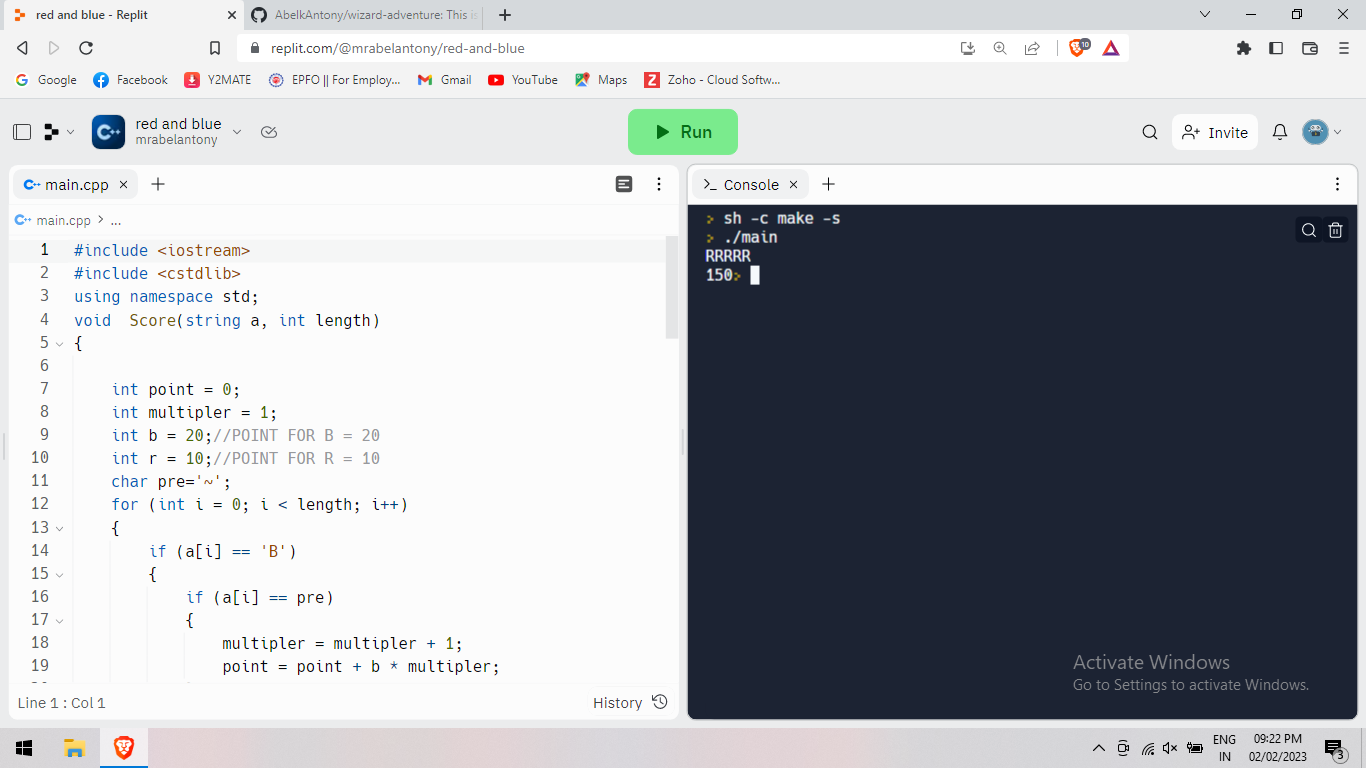 red and blue - Replit
AbelkAntony/wizard-adventure: This is
replit.com/@mrabelantony/red-and-blue
10
Google
Facebook
Y2MATE
EPFO || For Employ...
Gmail
YouTube
Maps
Zoho - Cloud Softw...
C++
red and blue
mrabelantony
Run
Invite
main.cpp
Console
main.cpp > ...
1 #include <iostream>
2 #include <cstdlib>
3 using namespace std;
4 void  Score(string a, int length)
5 {
6
7     int point = 0;
8     int multipler = 1;
9     int b = 20;//POINT FOR B = 20
10     int r = 10;//POINT FOR R = 10
11     char pre='~';
12     for (int i = 0; i < length; i++)
13     {
14         if (a[i] == 'B')
15         {
16             if (a[i] == pre)
17             {
18                 multipler = multipler + 1;
19                 point = point + b * multipler;
Line 1 : Col 1
History
> sh -c make -s
> ./main
RRRRR
150>
Activate Windows
Go to Settings to activate Windows.
ENG
IN
09:22 PM
02/02/2023
3